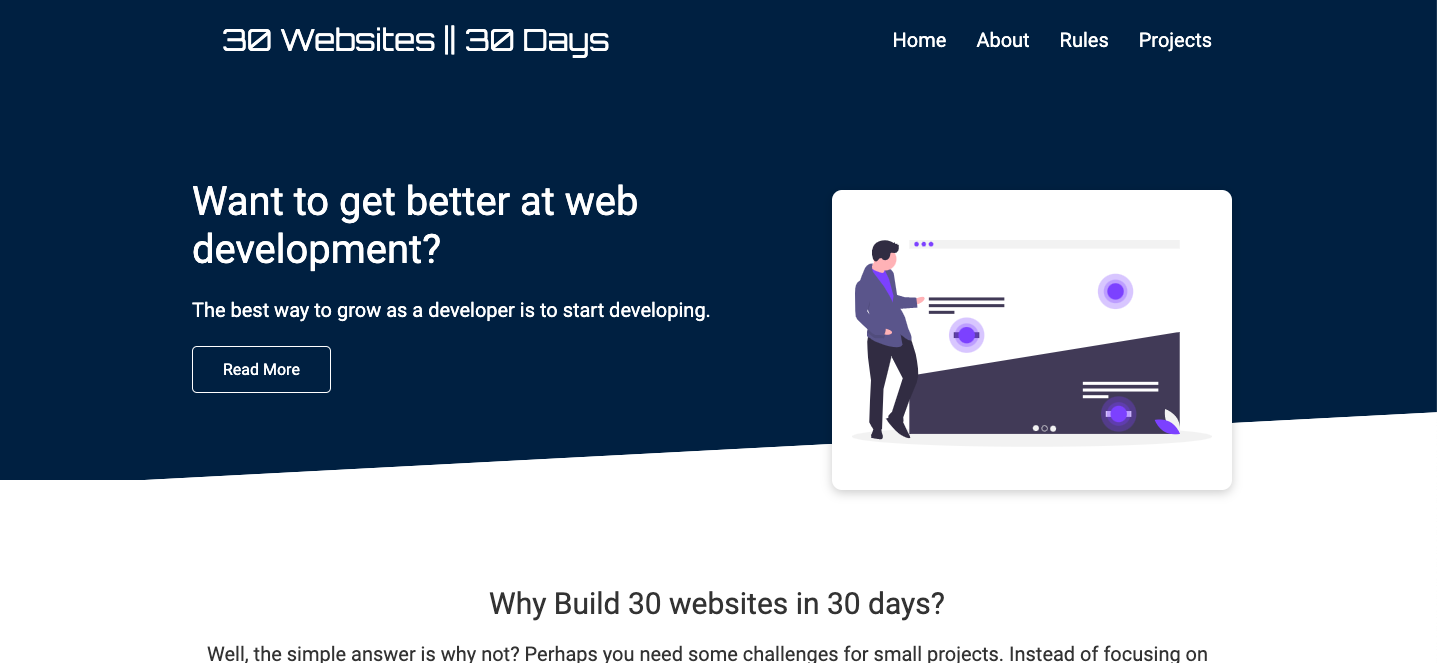 30 Websites || 30 Days
Home About Rules Projects
Want to get better at web
development?
The best way to grow as a developer is to start developing.
Read More
Why Build 30 websites in 30 days?
Well, the simple answer is why not? Perhaps you need some challenges for small projects. Instead of focusing on